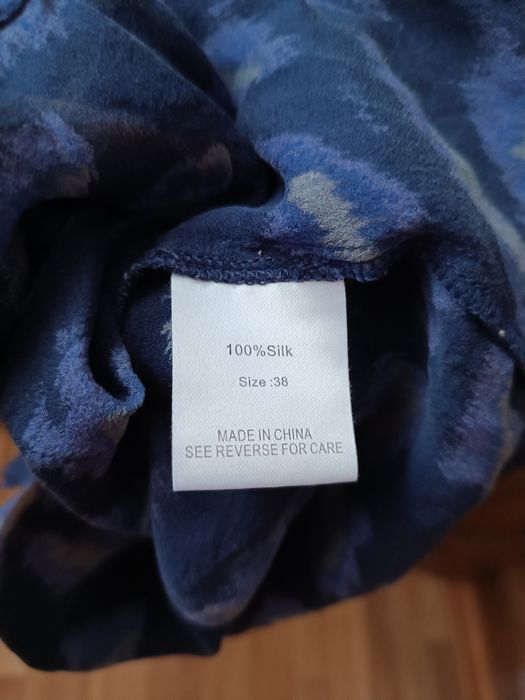 100%Silk
Size :38
MADE IN CHINA
SEE REVERSE FOR CARE